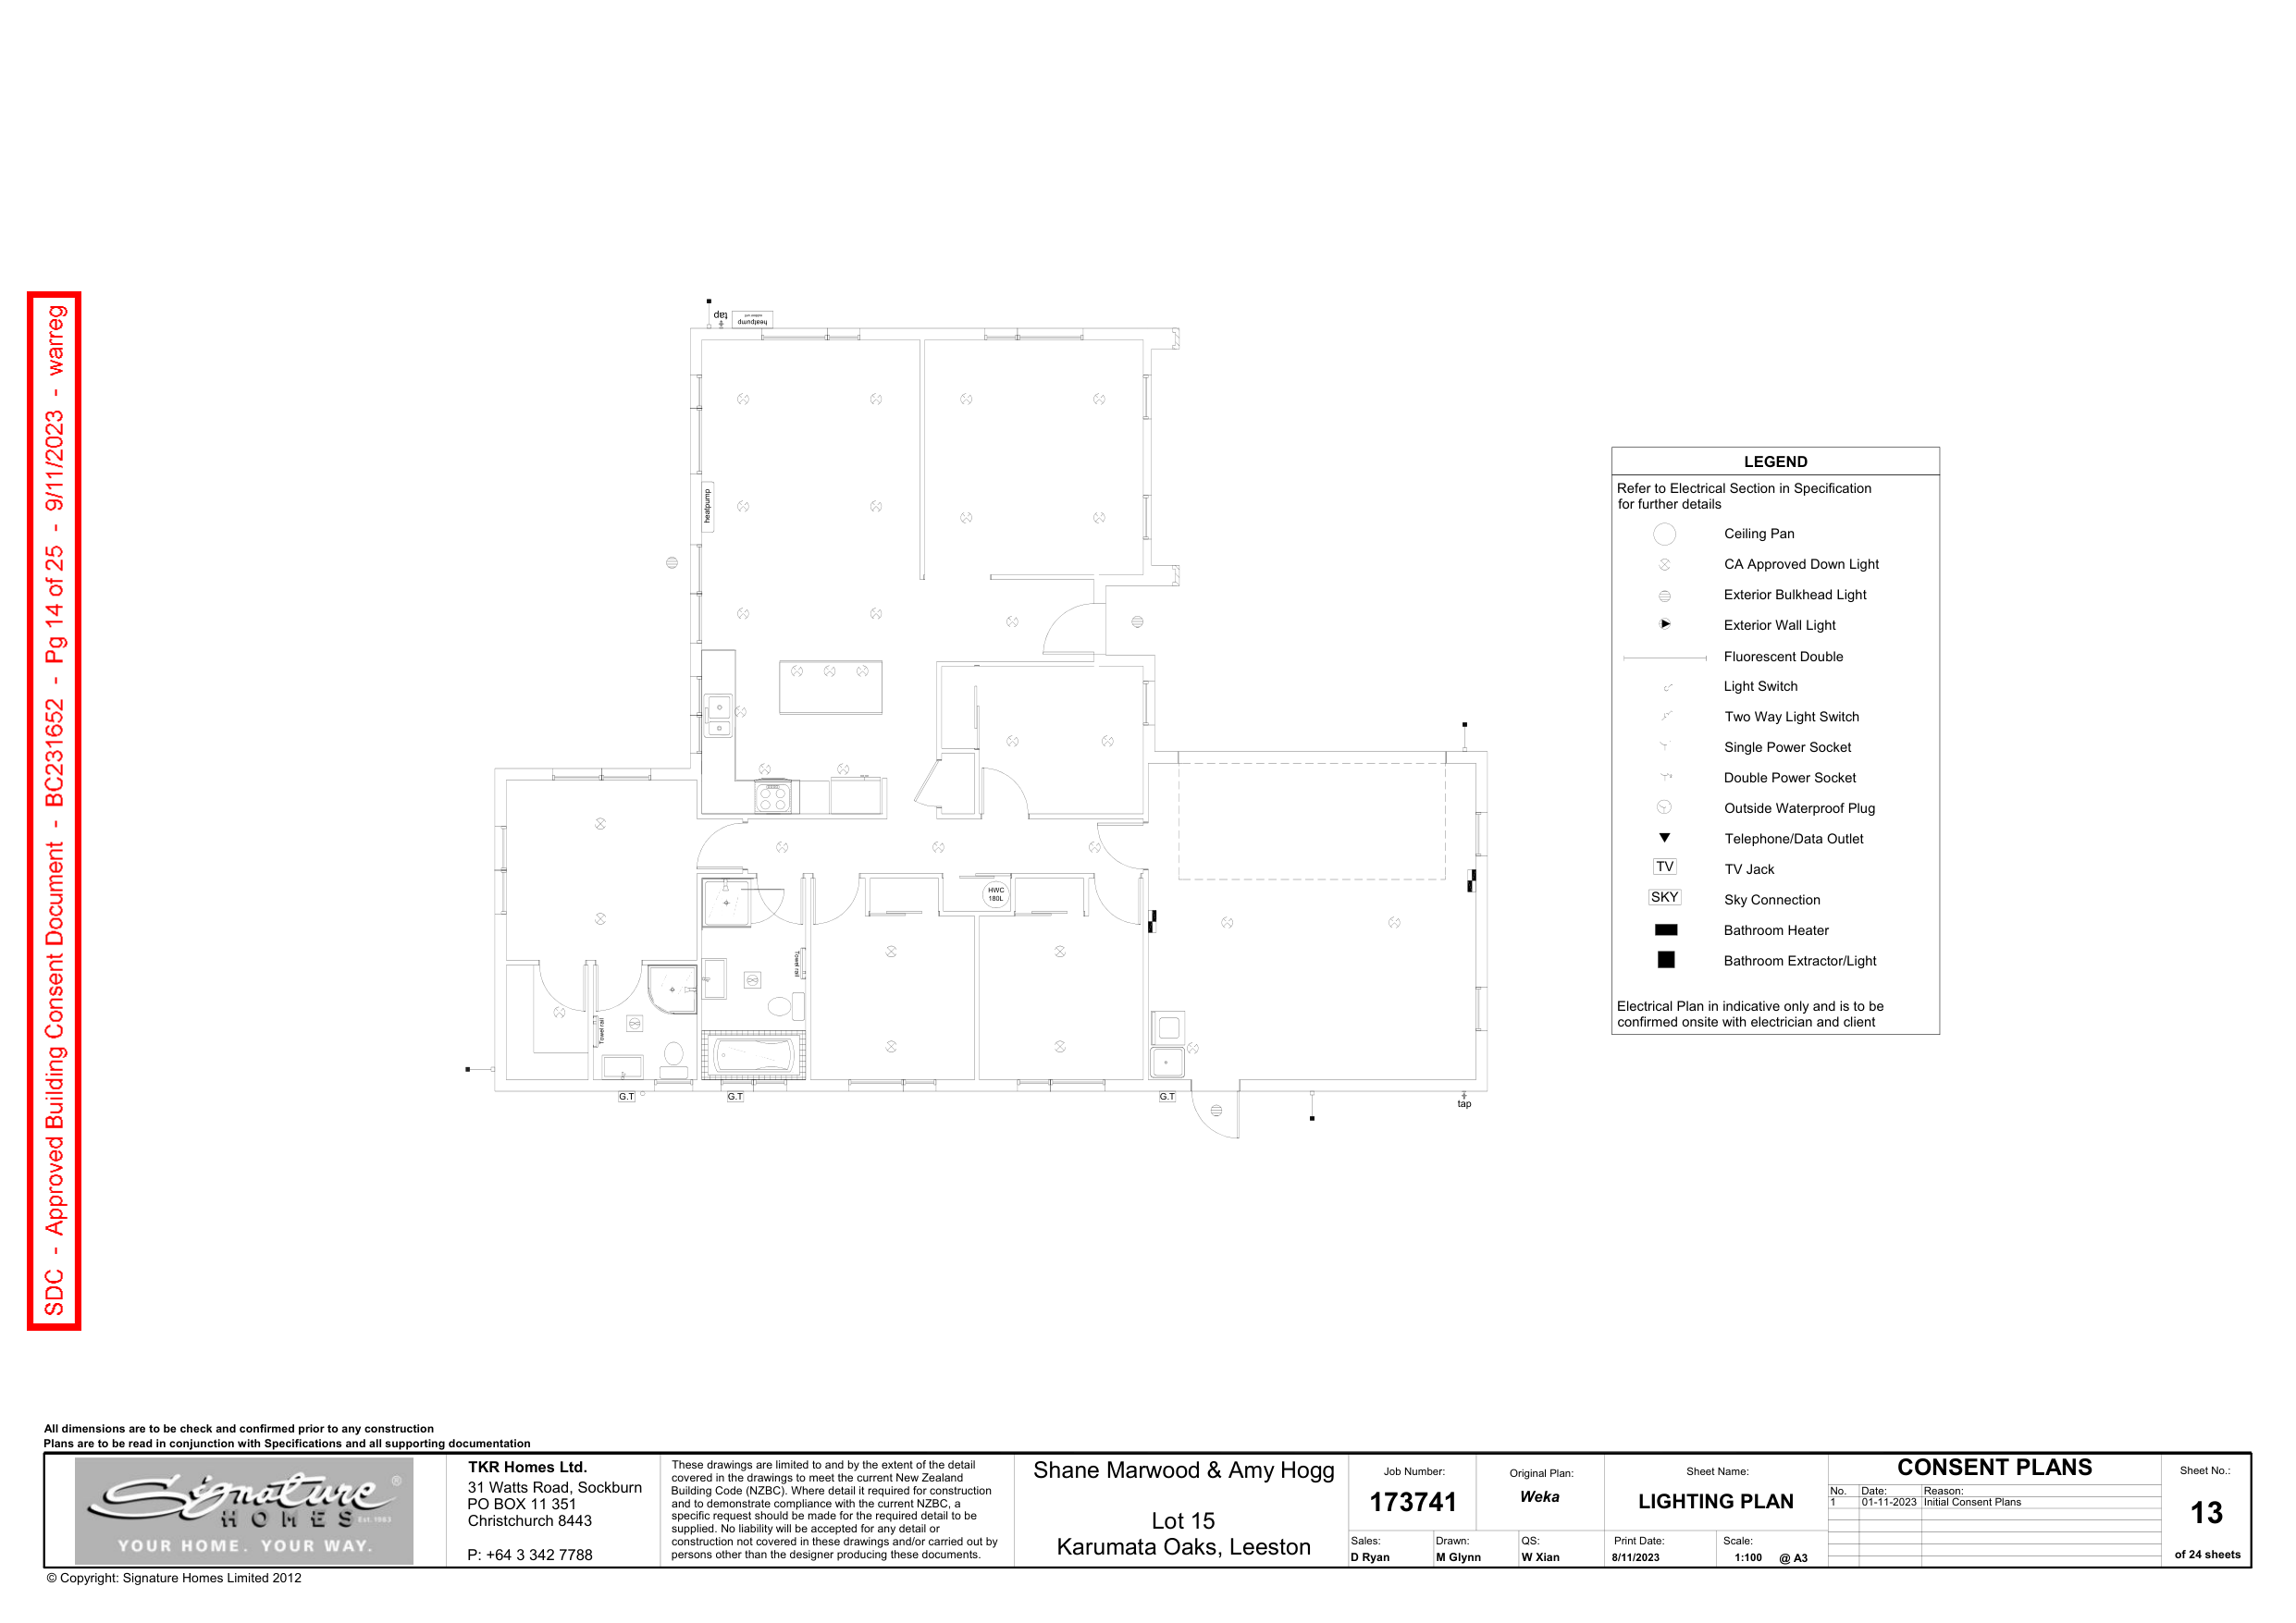 SDC - Approved Building Consent Document - BC231652 - Pg 14 of 25 - 9/11/2023 - warreg
tap
heatpump
heatpump
HWC
180L
Towel rail
Towel rail
G.T
G.T
G.T
tap
LEGEND
Refer to Electrical Section in Specification
for further details
Ceiling Pan
CA Approved Down Light
Exterior Bulkhead Light
Exterior Wall Light
Fluorescent Double
Light Switch
Two Way Light Switch
Single Power Socket
Double Power Socket
Outside Waterproof Plug
Telephone/Data Outlet
TV TV Jack
SKY Sky Connection
Bathroom Heater
Bathroom Extractor/Light
Electrical Plan in indicative only and is to be
confirmed onsite with electrician and client
All dimensions are to be check and confirmed prior to any construction
Plans are to be read in conjunction with Specifications and all supporting documentation
Signature ®
HOMES Est. 1983
YOUR HOME. YOUR WAY.
TKR Homes Ltd.
31 Watts Road, Sockburn
PO BOX 11 351
Christchurch 8443
P: +64 3 342 7788
These drawings are limited to and by the extent of the detail
covered in the drawings to meet the current New Zealand
Building Code (NZBC). Where detail it required for construction
and to demonstrate compliance with the current NZBC, a
specific request should be made for the required detail to be
supplied. No liability will be accepted for any detail or
construction not covered in these drawings and/or carried out by
persons other than the designer producing these documents.
Shane Marwood & Amy Hogg
Lot 15
Karumata Oaks, Leeston
Job Number:
173741
Original Plan:
Weka
Sales:
D Ryan
Drawn:
M Glynn
QS:
W Xian
Sheet Name:
LIGHTING PLAN
Print Date:
8/11/2023
Scale:
1:100 @ A3
CONSENT PLANS
No. Date: Reason:
1 01-11-2023 Initial Consent Plans
Sheet No.:
13
of 24 sheets
© Copyright: Signature Homes Limited 2012